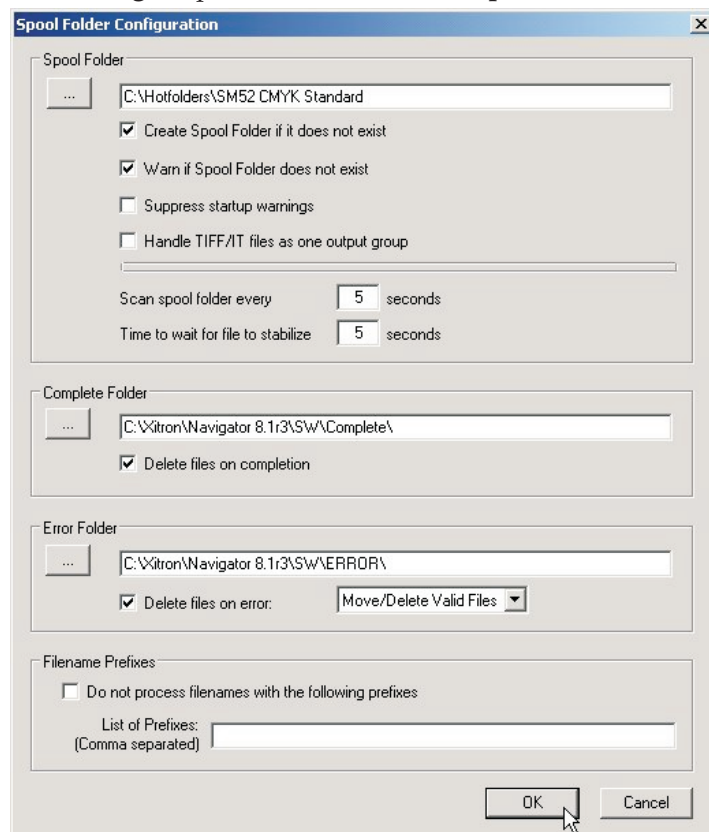 Spool Folder Configuration
Spool Folder
...
C:\Hotfolders\SM52 CMYK Standard
Create Spool Folder if it does not exist
Warn if Spool Folder does not exist
Suppress startup warnings
Handle TIFF/IT files as one output group
Scan spool folder every 5 seconds
Time to wait for file to stabilize 5 seconds
Complete Folder
...
C:\Xitron\Navigator 8.1r3\SW\Complete\
Delete files on completion
Error Folder
...
C:\Xitron\Navigator 8.1r3\SW\ERROR\
Delete files on error: Move/Delete Valid Files
Filename Prefixes
Do not process filenames with the following prefixes
List of Prefixes:
(Comma separated)
OK Cancel